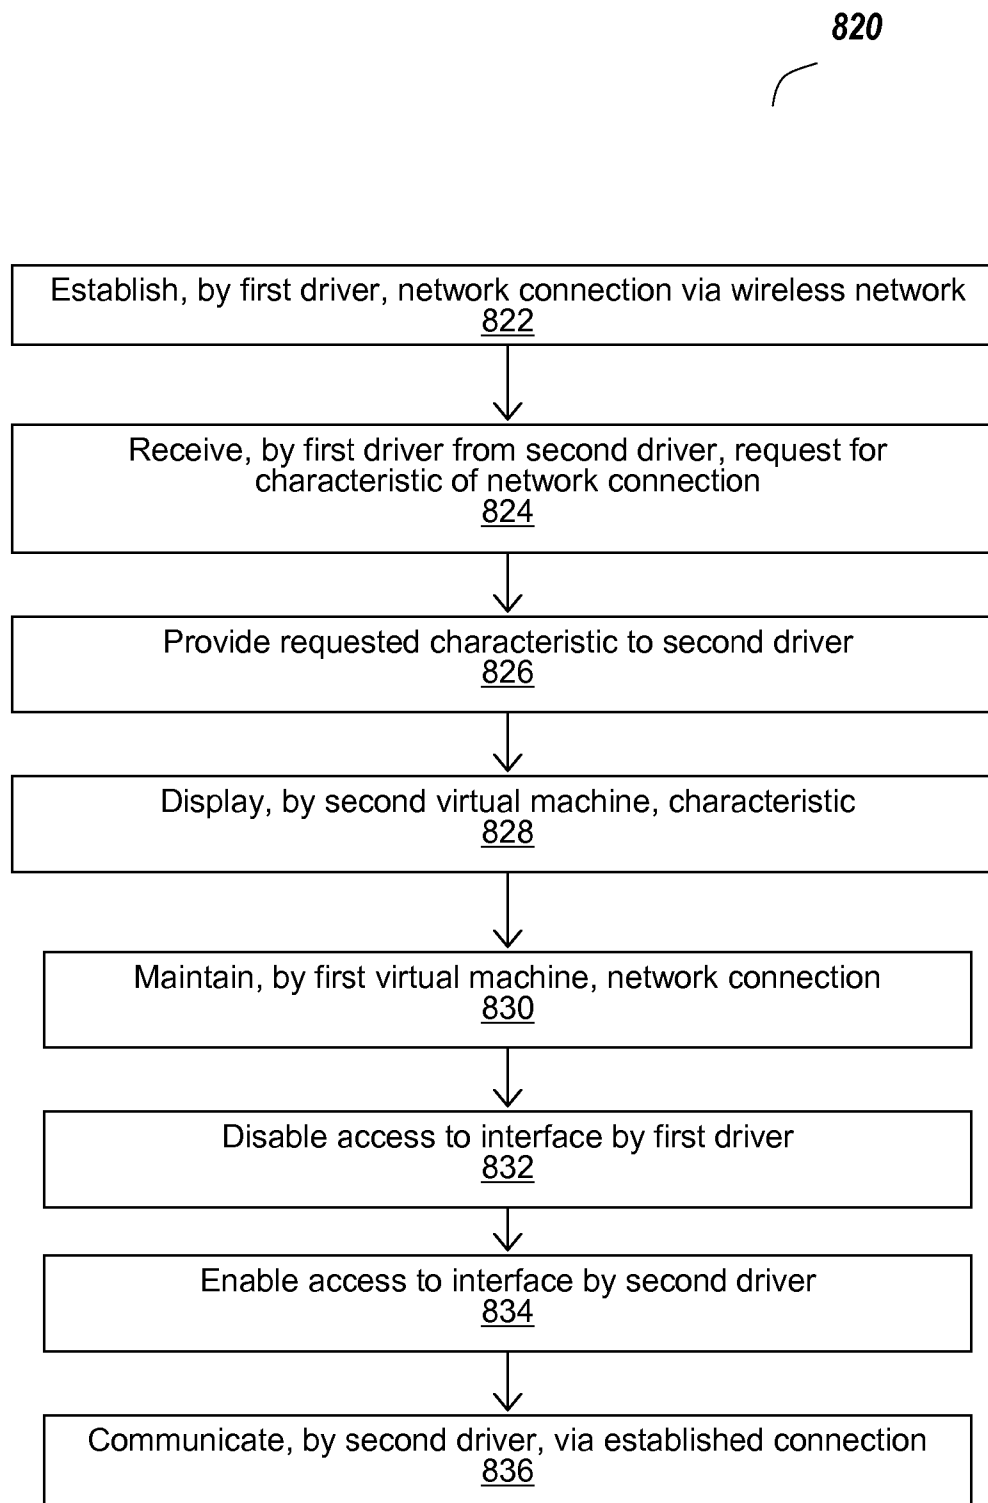 820
Establish, by first driver, network connection via wireless network
822
Receive, by first driver from second driver, request for
characteristic of network connection
824
Provide requested characteristic to second driver
826
Display, by second virtual machine, characteristic
828
Maintain, by first virtual machine, network connection
830
Disable access to interface by first driver
832
Enable access to interface by second driver
834
Communicate, by second driver, via established connection
836